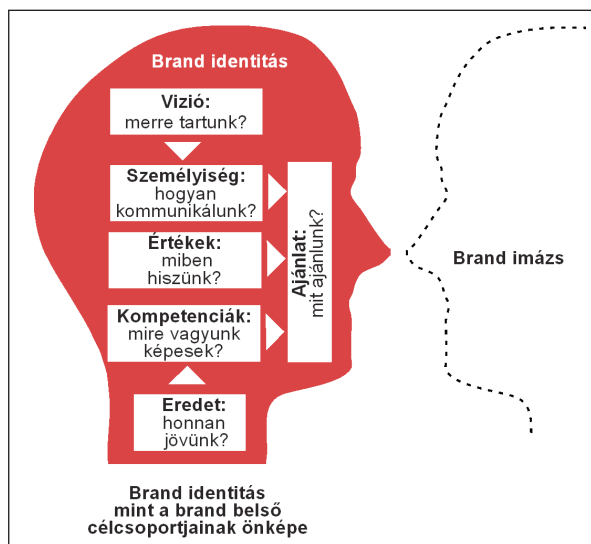 Brand identitás
Vizió:
merre tartunk?
Személyiség:
hogyan
kommunikálunk?
Értékek:
miben
hiszünk?
Kompetenciák:
mire vagyunk
képesek?
Eredet:
honnan
jövünk?
Ajánlat:
mit ajánlunk?
Brand imázs
Brand identitás
mint a brand belső
célcsoportjainak önképe